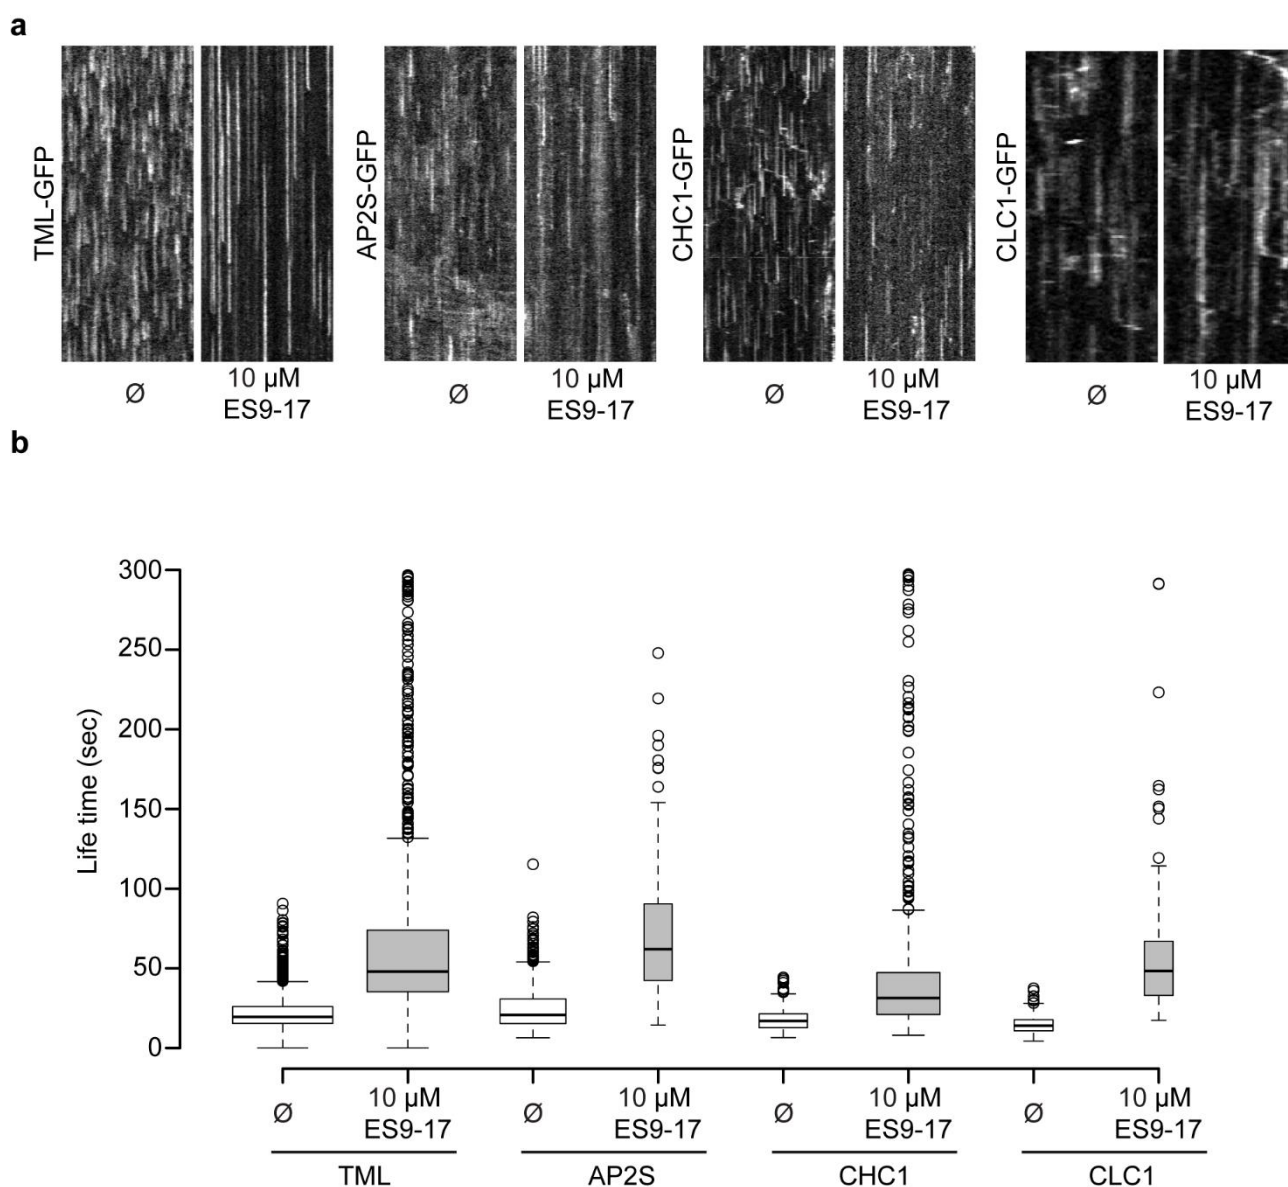 a
TML-GFP
AP2S-GFP
CHC1-GFP
CLC1-GFP
Ø
10 µM
ES9-17
Ø
10 µM
ES9-17
Ø
10 µM
ES9-17
Ø
10 µM
ES9-17
b
Life time (sec)
300
250
200
150
100
50
0
Ø
10 µM
ES9-17
Ø
10 µM
ES9-17
Ø
10 µM
ES9-17
Ø
10 µM
ES9-17
TML
AP2S
CHC1
CLC1